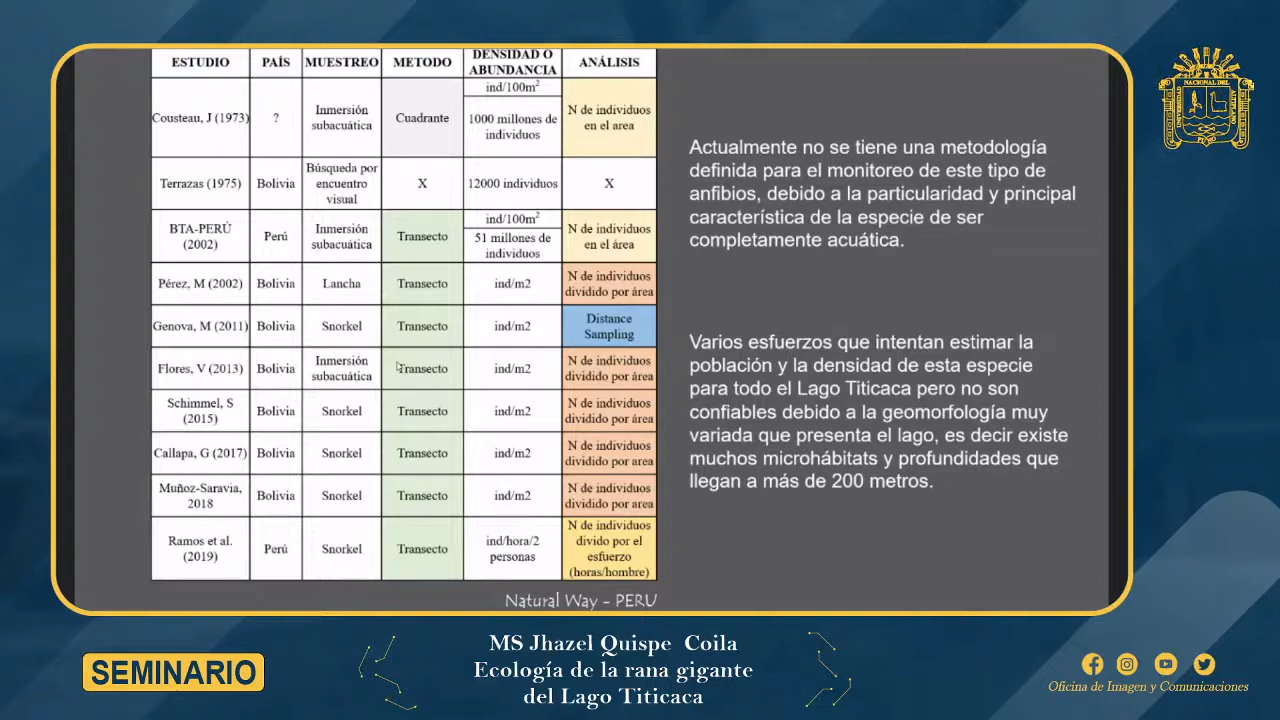 ESTUDIO PAÍS MUESTREO METODO DENSIDAD O ABUNDANCIA ANÁLISIS
Cousteau, J (1973) ? Inmersión subacuática Cuadrante ind/100m² 1000 millones de individuos N de individuos en el area
Terrazas (1975) Bolivia Búsqueda por encuentro visual X 12000 individuos X
BTA-PERÚ (2002) Perú Inmersión subacuática Transecto ind/100m² 51 millones de individuos N de individuos en el área
Pérez, M (2002) Bolivia Lancha Transecto ind/m2 N de individuos dividido por área
Genova, M (2011) Bolivia Snorkel Transecto ind/m2 Distance Sampling
Flores, V (2013) Bolivia Inmersión subacuática Transecto ind/m2 N de individuos dividido por área
Schimmel, S (2015) Bolivia Snorkel Transecto ind/m2 N de individuos dividido por área
Callapa, G (2017) Bolivia Snorkel Transecto ind/m2 N de individuos dividido por area
Muñoz-Saravia, 2018 Bolivia Snorkel Transecto ind/m2 N de individuos dividido por area
Ramos et al. (2019) Perú Snorkel Transecto ind/hora/2 personas N de individuos divido por el esfuerzo (horas/hombre)
Natural Way - PERU
Actualmente no se tiene una metodología
definida para el monitoreo de este tipo de
anfibios, debido a la particularidad y principal
característica de la especie de ser
completamente acuática.
Varios esfuerzos que intentan estimar la
población y la densidad de esta especie
para todo el Lago Titicaca pero no son
confiables debido a la geomorfología muy
variada que presenta el lago, es decir existe
muchos microhábitats y profundidades que
llegan a más de 200 metros.
SEMINARIO
MS Jhazel Quispe Coila
Ecología de la rana gigante
del Lago Titicaca
Oficina de Imagen y Comunicaciones